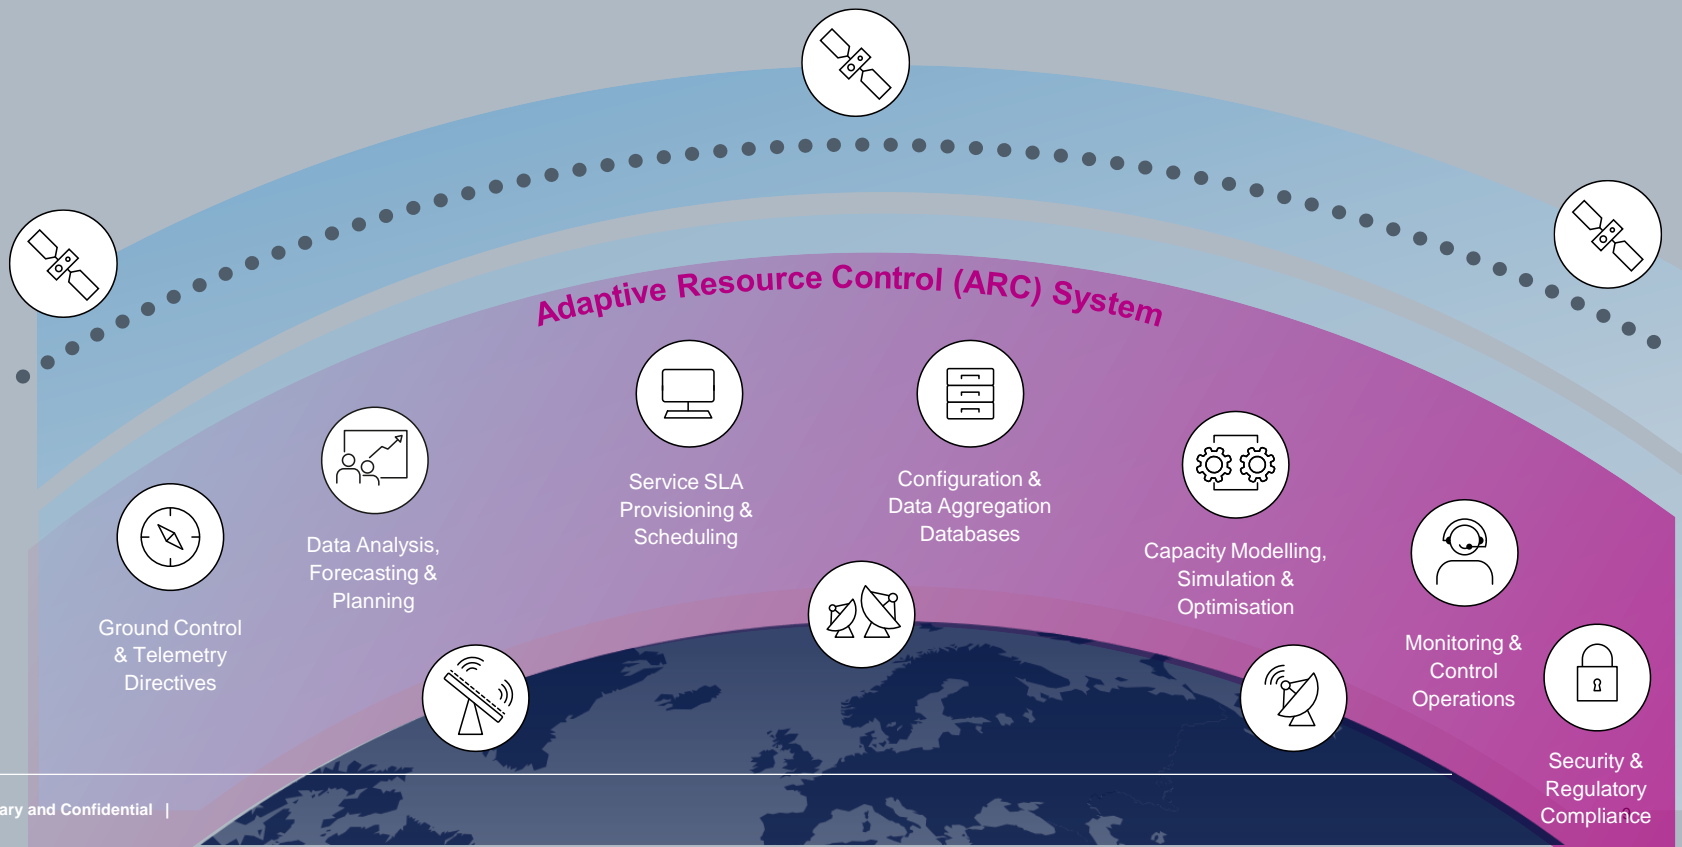 Adaptive Resource Control (ARC) System
Ground Control
& Telemetry
Directives
Data Analysis,
Forecasting &
Planning
Service SLA
Provisioning &
Scheduling
Configuration &
Data Aggregation
Databases
Capacity Modelling,
Simulation &
Optimisation
Monitoring &
Control
Operations
Security &
Regulatory
Compliance
ary and Confidential |